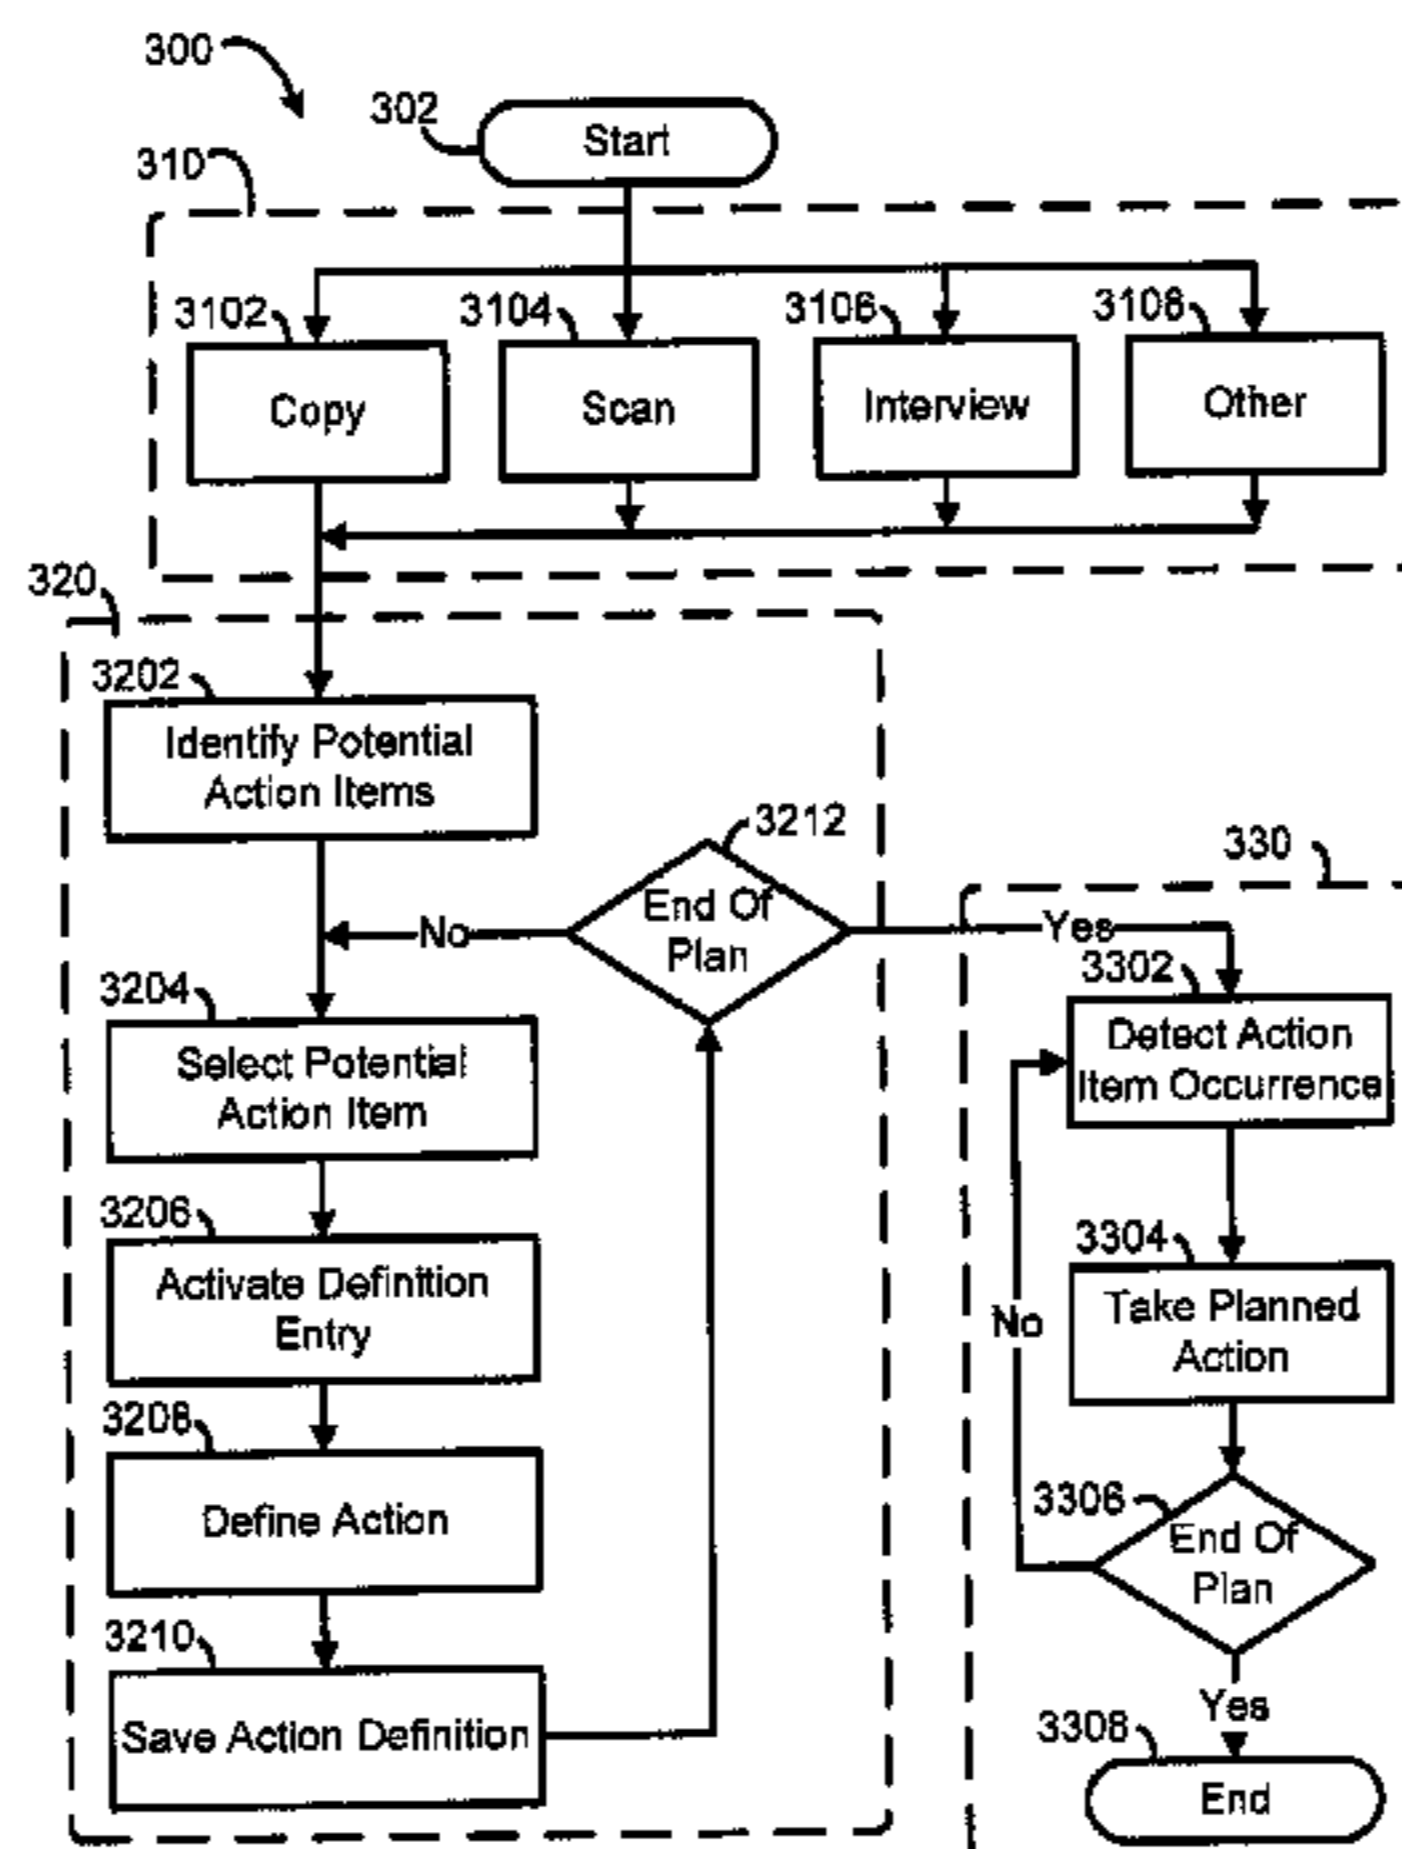 300
302
Start
310
3102
3104
3106
3108
Copy
Scan
Interview
Other
320
3202
Identify Potential
Action Items
3212
End Of
Plan
No
330
Yes
3204
Select Potential
Action Item
3302
Detect Action
Item Occurrence
3206
Activate Definition
Entry
3304
Take Planned
Action
No
3208
Define Action
3306
End Of
Plan
3210
Save Action Definition
Yes
3308
End